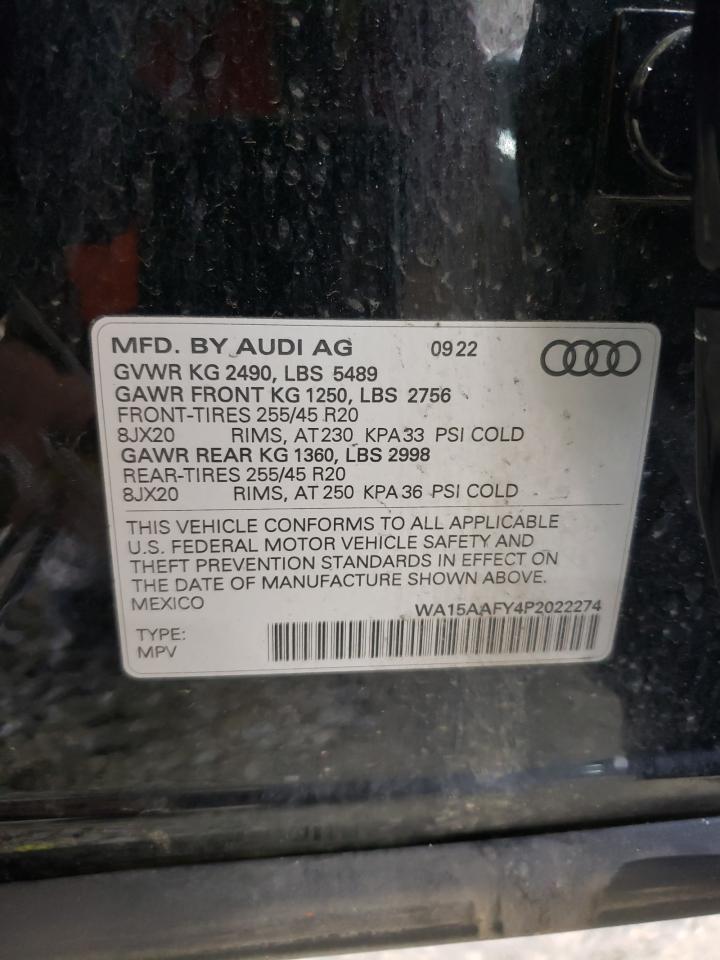 MFD. BY AUDI AG 09 22
GVWR KG 2490, LBS 5489
GAWR FRONT KG 1250, LBS 2756
FRONT-TIRES 255/45 R20
8JX20 RIMS, AT 230 KPA 33 PSI COLD
GAWR REAR KG 1360, LBS 2998
REAR-TIRES 255/45 R20
8JX20 RIMS, AT 250 KPA 36 PSI COLD
THIS VEHICLE CONFORMS TO ALL APPLICABLE
U.S. FEDERAL MOTOR VEHICLE SAFETY AND
THEFT PREVENTION STANDARDS IN EFFECT ON
THE DATE OF MANUFACTURE SHOWN ABOVE.
MEXICO WA15AAFY4P2022274
TYPE:
MPV